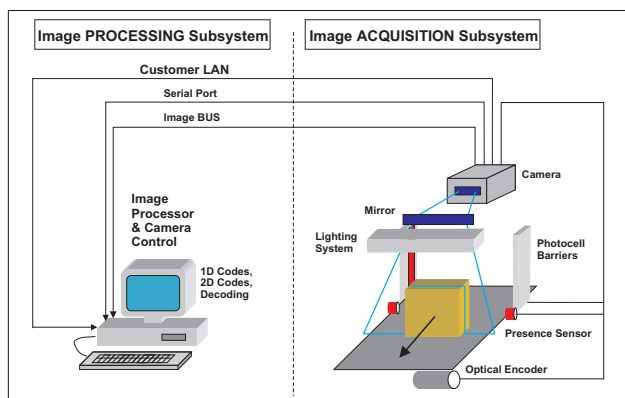 Image PROCESSING Subsystem
Image ACQUISITION Subsystem
Customer LAN
Serial Port
Image BUS
Camera
Image
Processor
& Camera
Control
Mirror
Lighting
System
Photocell
Barriers
1D Codes,
2D Codes,
Decoding
Presence Sensor
Optical Encoder